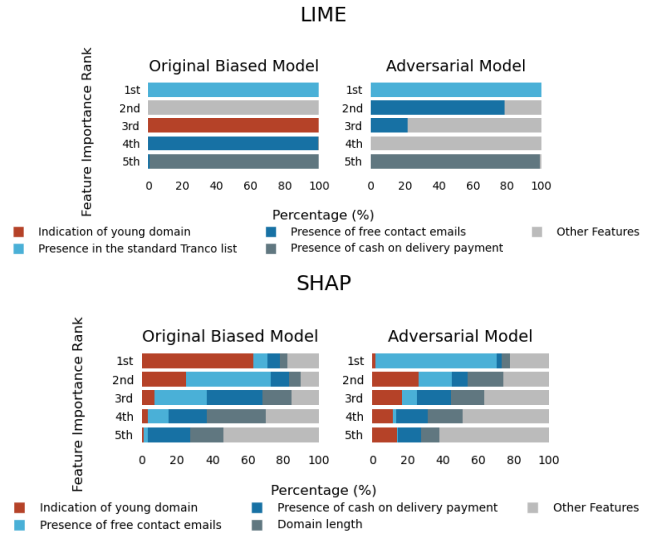 LIME
Original Biased Model Adversarial Model
Feature Importance Rank
1st 1st
2nd 2nd
3rd 3rd
4th 4th
5th 5th
0 20 40 60 80 100 0 20 40 60 80 100
Percentage (%)
Indication of young domain Presence of free contact emails Other Features
Presence in the standard Tranco list Presence of cash on delivery payment
SHAP
Original Biased Model Adversarial Model
Feature Importance Rank
1st 1st
2nd 2nd
3rd 3rd
4th 4th
5th 5th
0 20 40 60 80 100 0 20 40 60 80 100
Percentage (%)
Indication of young domain Presence of cash on delivery payment Other Features
Presence of free contact emails Domain length